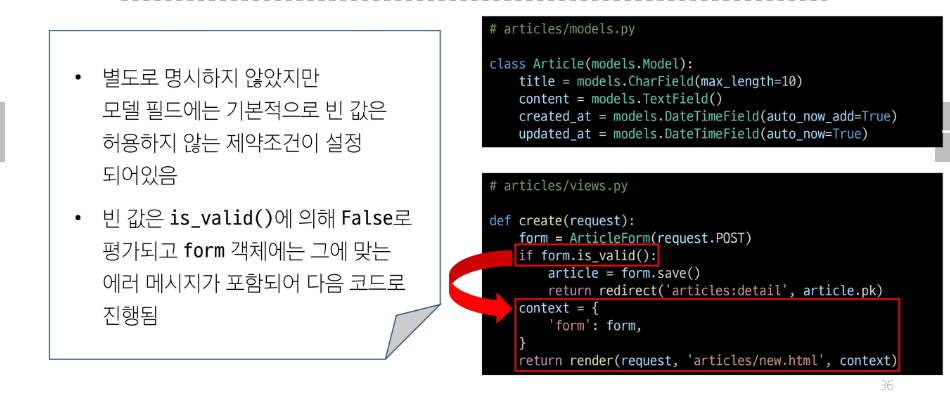 • 별도로 명시하지 않았지만
모델 필드에는 기본적으로 빈 값은
허용하지 않는 제약조건이 설정
되어있음
• 빈 값은 is_valid()에 의해 False로
평가되고 form 객체에는 그에 맞는
에러 메시지가 포함되어 다음 코드로
진행됨
# articles/models.py
class Article(models.Model):
    title = models.CharField(max_length=10)
    content = models.TextField()
    created_at = models.DateTimeField(auto_now_add=True)
    updated_at = models.DateTimeField(auto_now=True)
# articles/views.py
def create(request):
    form = ArticleForm(request.POST)
    if form.is_valid():
        article = form.save()
        return redirect('articles:detail', article.pk)
    context = {
        'form': form,
    }
    return render(request, 'articles/new.html', context)
36